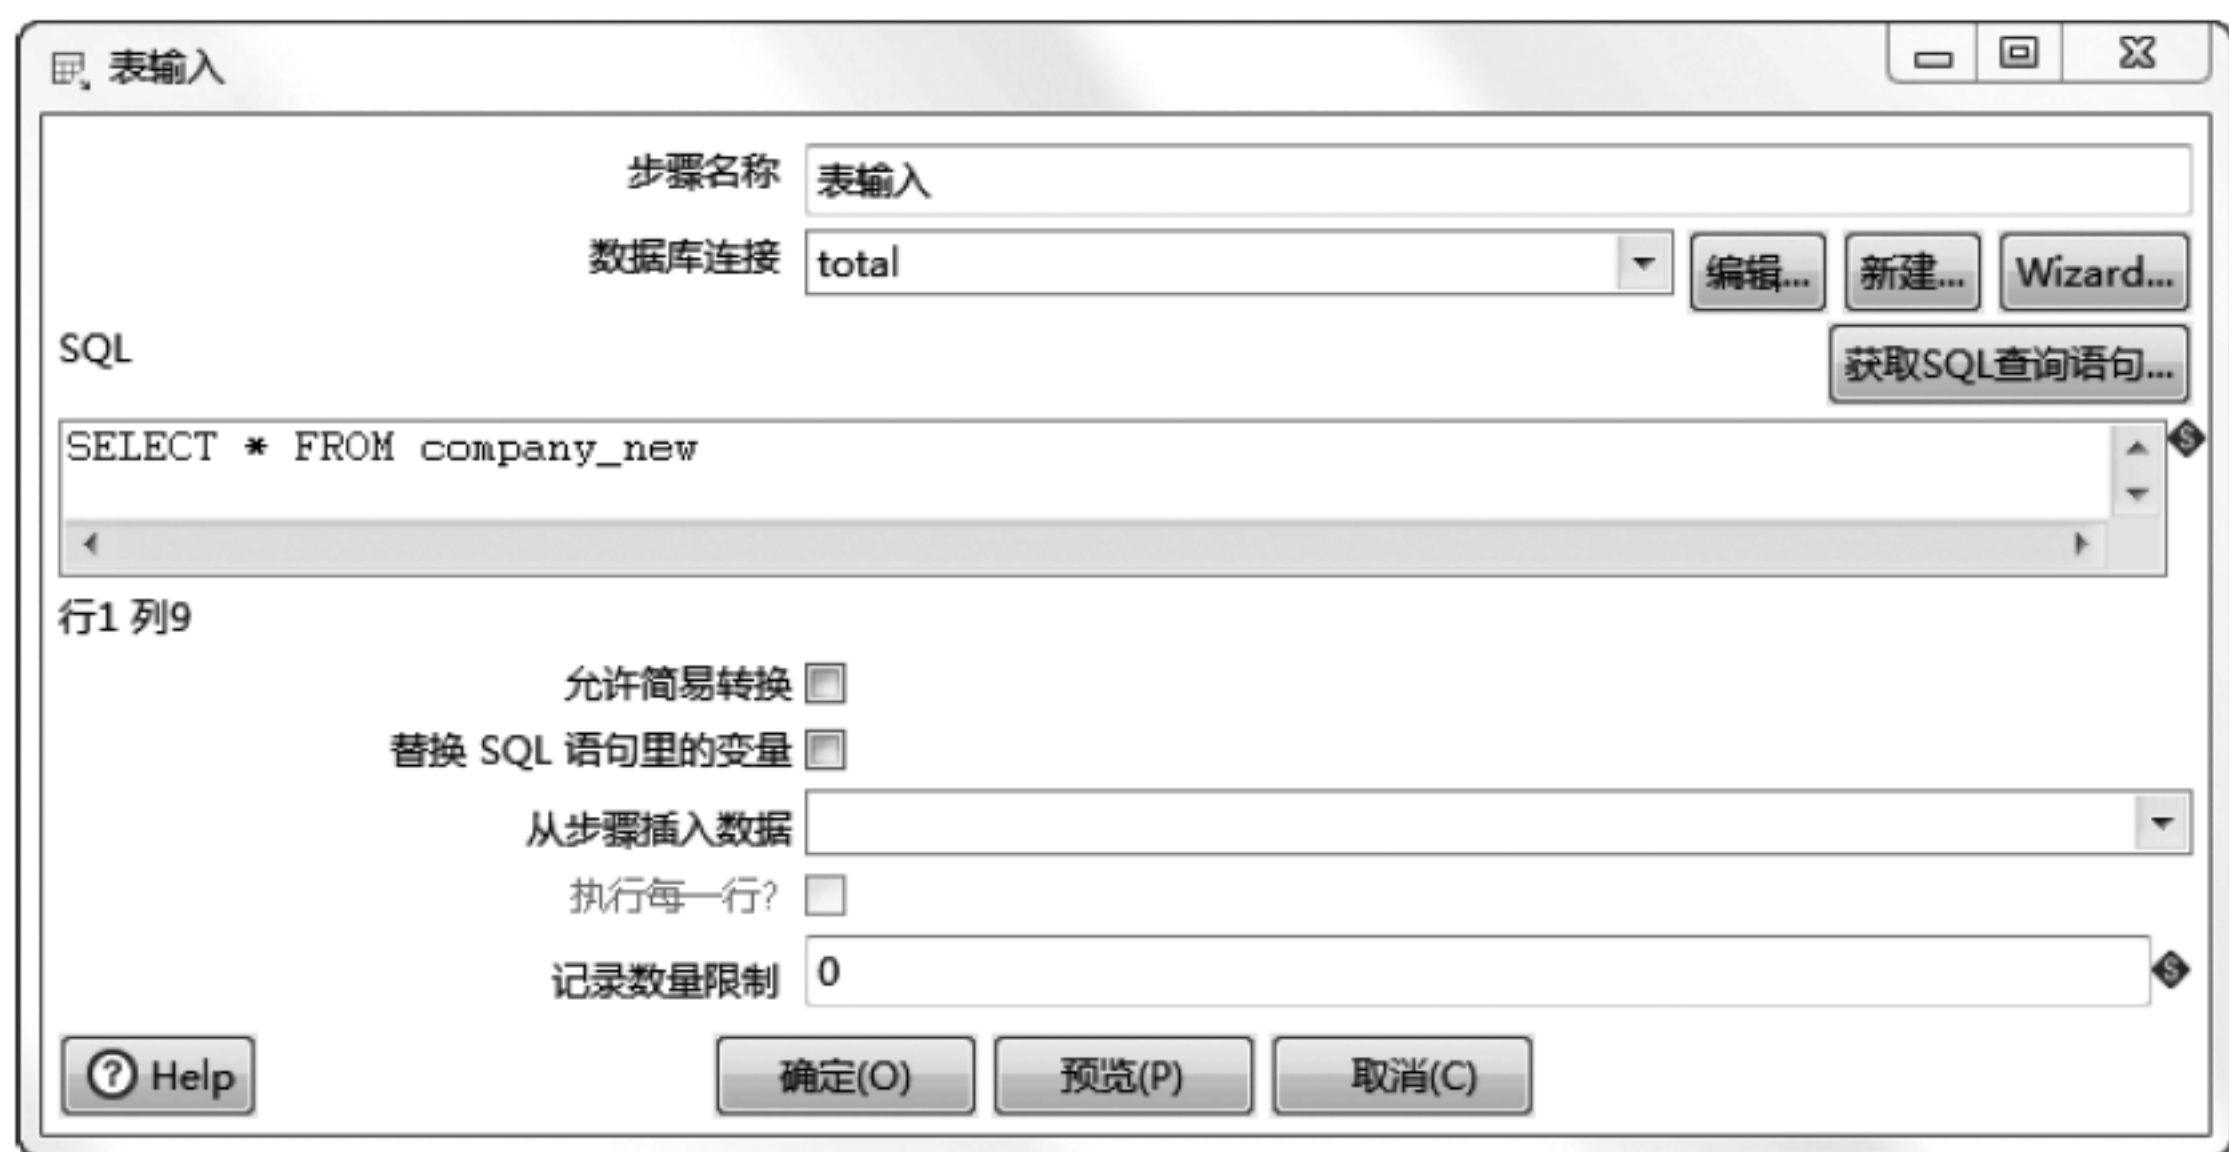 表输入
步骤名称 表输入
数据库连接 total 编辑... 新建... Wizard...
SQL 获取SQL查询语句...
SELECT * FROM company_new
行1 列9
允许简易转换
替换 SQL 语句里的变量
从步骤插入数据
执行每一行?
记录数量限制 0
Help 确定(O) 预览(P) 取消(C)